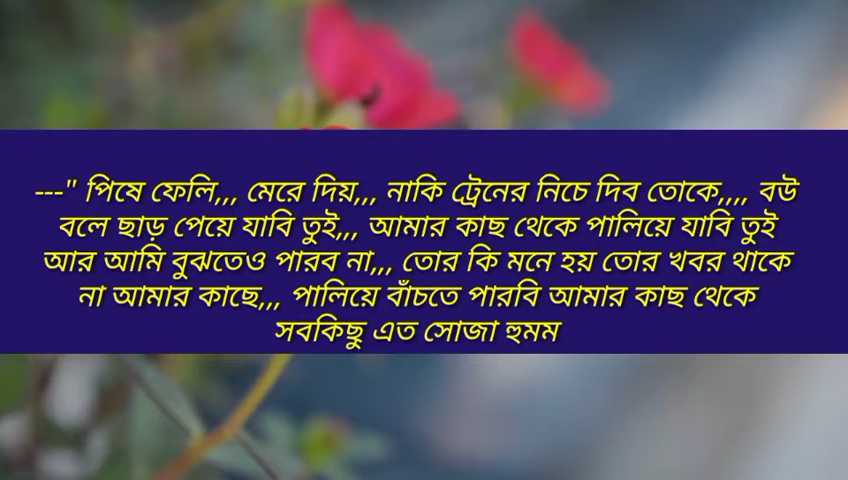 ---" পিষে ফেলি,,, মেরে দিয়,,, নাকি ট্রেনের নিচে দিব তোকে,,,, বউ
বলে ছাড় পেয়ে যাবি তুই,,, আমার কাছ থেকে পালিয়ে যাবি তুই
আর আমি বুঝতেও পারব না,,, তোর কি মনে হয় তোর খবর থাকে
না আমার কাছে,,, পালিয়ে বাঁচতে পারবি আমার কাছ থেকে
সবকিছু এত সোজা হুমম